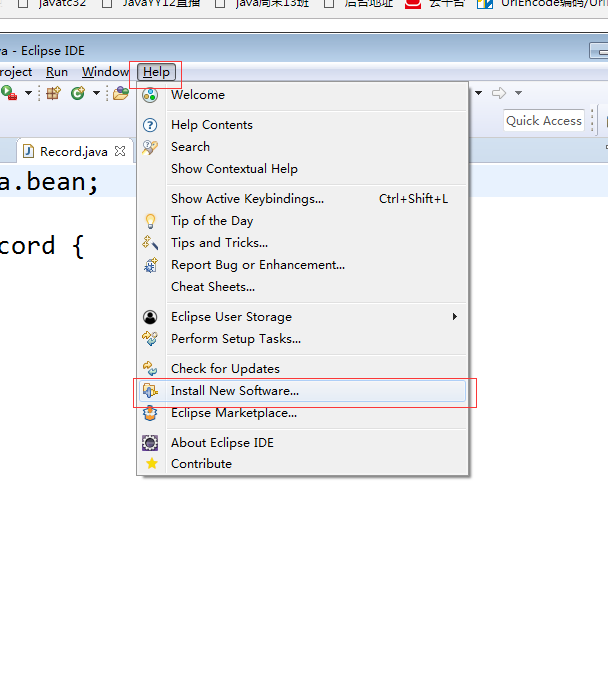 javatc32 JavaYY12直播 java周末13班 后台地址 云平台 UrlEncode编码/Url
va - Eclipse IDE
roject Run Window Help
Welcome
Help Contents
Search
Show Contextual Help
Show Active Keybindings... Ctrl+Shift+L
Tip of the Day
Tips and Tricks...
Report Bug or Enhancement...
Cheat Sheets...
Eclipse User Storage
Perform Setup Tasks...
Check for Updates
Install New Software...
Eclipse Marketplace...
About Eclipse IDE
Contribute
Quick Access
Record.java
a.bean;
cord {